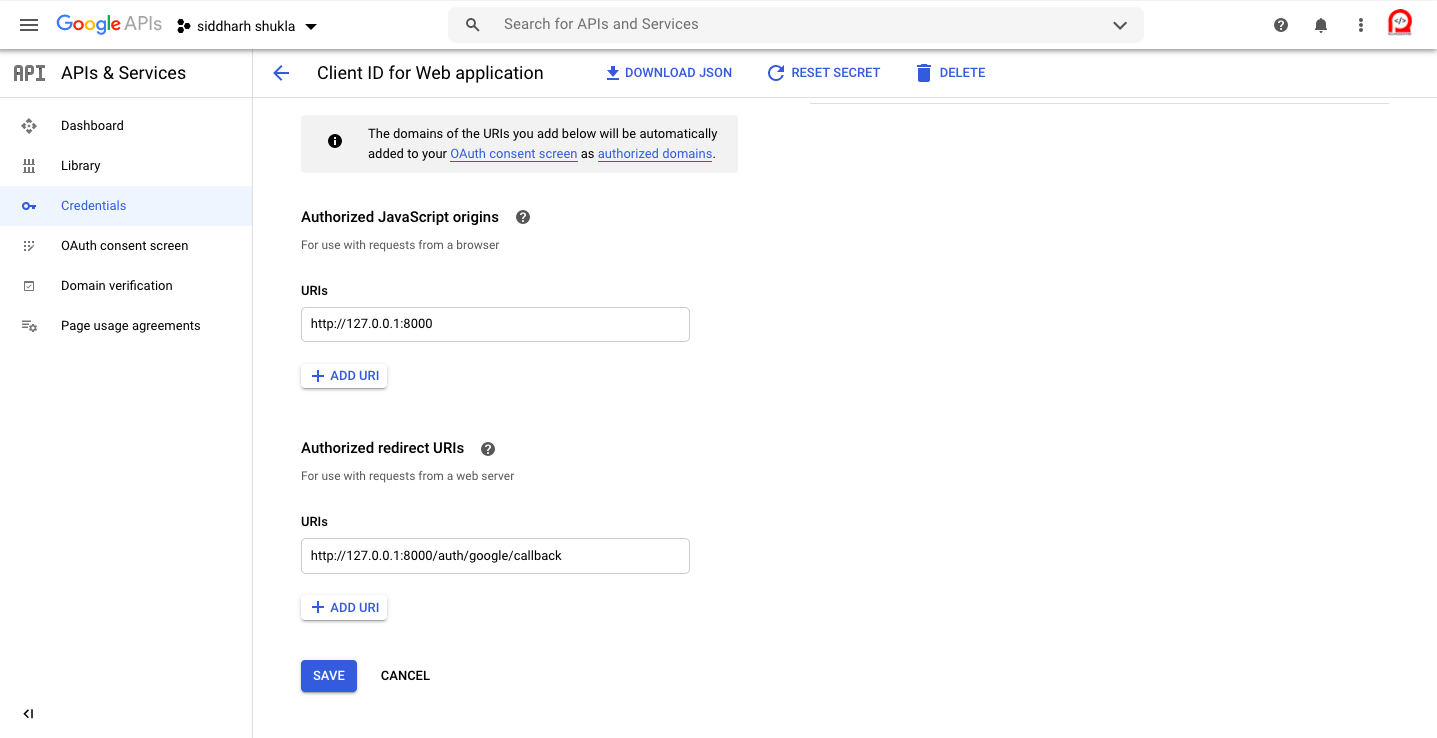 Google APIs
siddharh shukla
Search for APIs and Services
API APIs & Services
Client ID for Web application
DOWNLOAD JSON
RESET SECRET
DELETE
Dashboard
Library
Credentials
OAuth consent screen
Domain verification
Page usage agreements
The domains of the URIs you add below will be automatically
added to your OAuth consent screen as authorized domains.
Authorized JavaScript origins
For use with requests from a browser
URIs
http://127.0.0.1:8000
ADD URI
Authorized redirect URIs
For use with requests from a web server
URIs
http://127.0.0.1:8000/auth/google/callback
ADD URI
SAVE
CANCEL